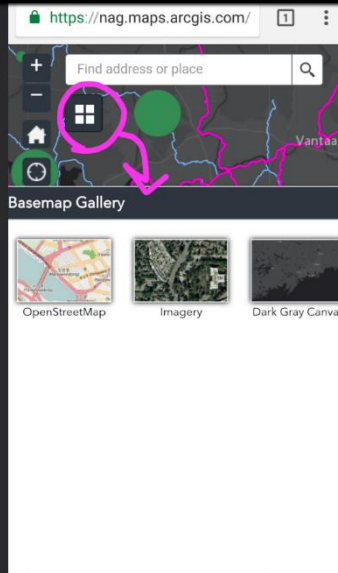 https://nag.maps.arcgis.com/ 1
+
Find address or place
−
Vantaa
Basemap Gallery
OpenStreetMap Imagery Dark Gray Canva